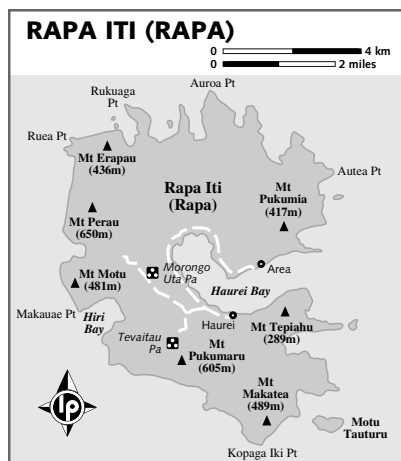 RAPA ITI (RAPA)
0 4 km
0 2 miles
Auroa Pt
Rukuaga
Pt
Ruea Pt
Mt Erapau
(436m)
Autea Pt
Rapa Iti
(Rapa)
Mt
Pukumia
(417m)
Mt Perau
(650m)
Morongo
Uta Pa
Area
Mt Motu
(481m)
Haurei Bay
Makauae Pt
Hiri
Bay
Haurei
Mt Tepiahu
(289m)
Tevaitau
Pa
Mt
Pukumaru
(605m)
Mt
Makatea
(489m)
Motu
Tauturu
Kopaga Iki Pt
lp